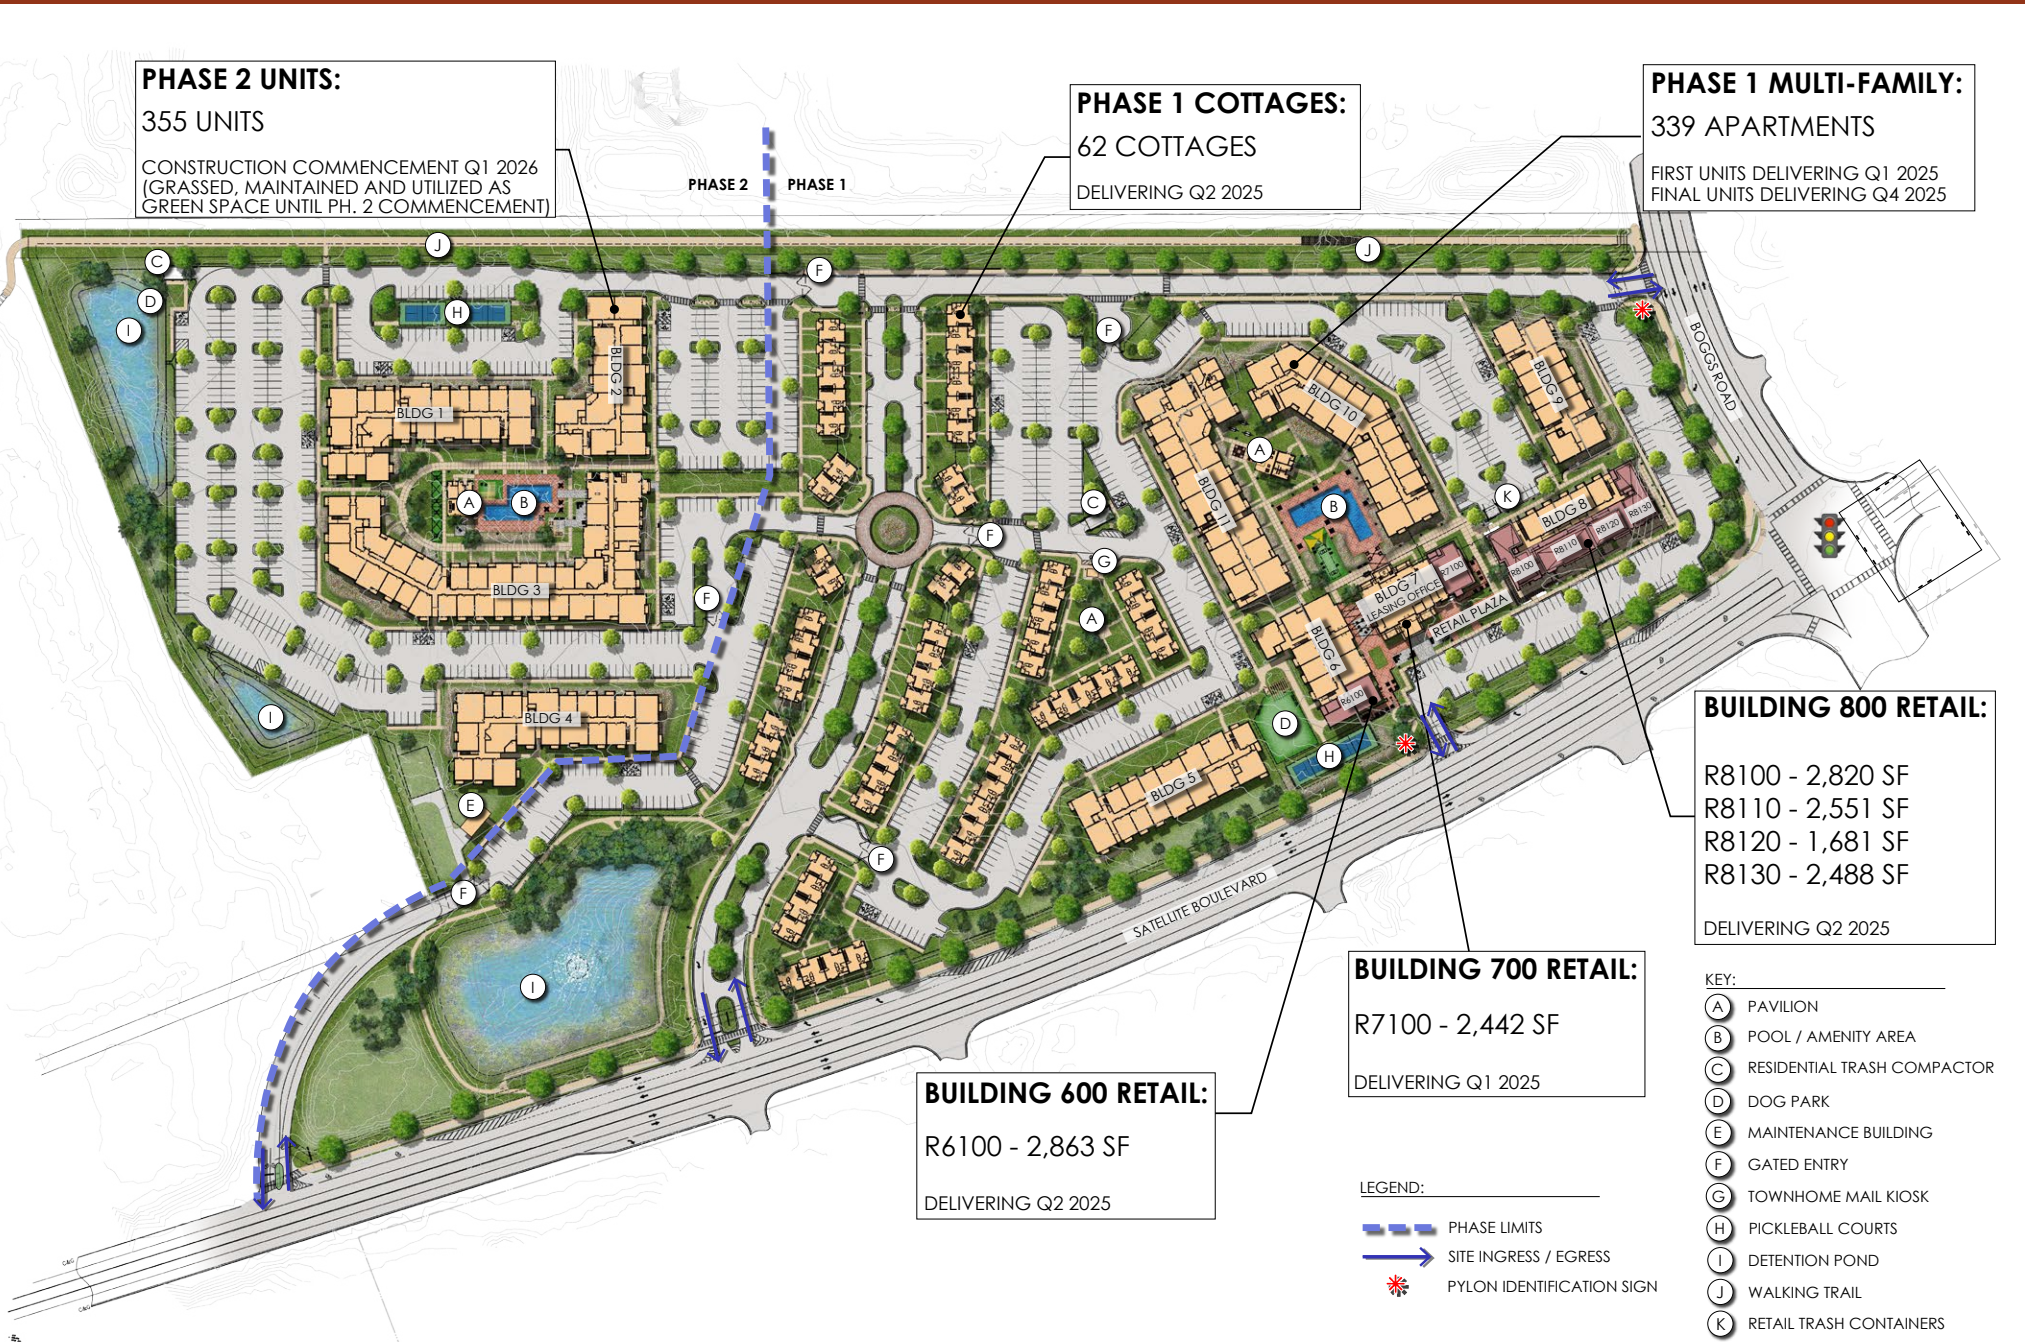 PHASE 2 UNITS:
355 UNITS
CONSTRUCTION COMMENCEMENT Q1 2026
(GRASSED, MAINTAINED AND UTILIZED AS
GREEN SPACE UNTIL PH. 2 COMMENCEMENT)
PHASE 1 COTTAGES:
62 COTTAGES
DELIVERING Q2 2025
PHASE 1 MULTI-FAMILY:
339 APARTMENTS
FIRST UNITS DELIVERING Q1 2025
FINAL UNITS DELIVERING Q4 2025
PHASE 2
PHASE 1
J
J
C
F
D
I
H
F
BOGGS ROAD
BLDG 2
BLDG 1
BLDG 9
BLDG 10
A
A
B
BLDG 11
C
K
B
BLDG 8
R8130
R8120
R8110
R8100
F
G
R7100
BLDG 7
LEASING OFFICE
BLDG 3
F
A
RETAIL PLAZA
BLDG 6
R6100
I
BLDG 4
D
H
BLDG 5
E
F
F
SATELLITE BOULEVARD
I
BUILDING 800 RETAIL:
R8100 - 2,820 SF
R8110 - 2,551 SF
R8120 - 1,681 SF
R8130 - 2,488 SF
DELIVERING Q2 2025
BUILDING 700 RETAIL:
R7100 - 2,442 SF
DELIVERING Q1 2025
BUILDING 600 RETAIL:
R6100 - 2,863 SF
DELIVERING Q2 2025
LEGEND:
PHASE LIMITS
SITE INGRESS / EGRESS
PYLON IDENTIFICATION SIGN
KEY:
A PAVILION
B POOL / AMENITY AREA
C RESIDENTIAL TRASH COMPACTOR
D DOG PARK
E MAINTENANCE BUILDING
F GATED ENTRY
G TOWNHOME MAIL KIOSK
H PICKLEBALL COURTS
I DETENTION POND
J WALKING TRAIL
K RETAIL TRASH CONTAINERS